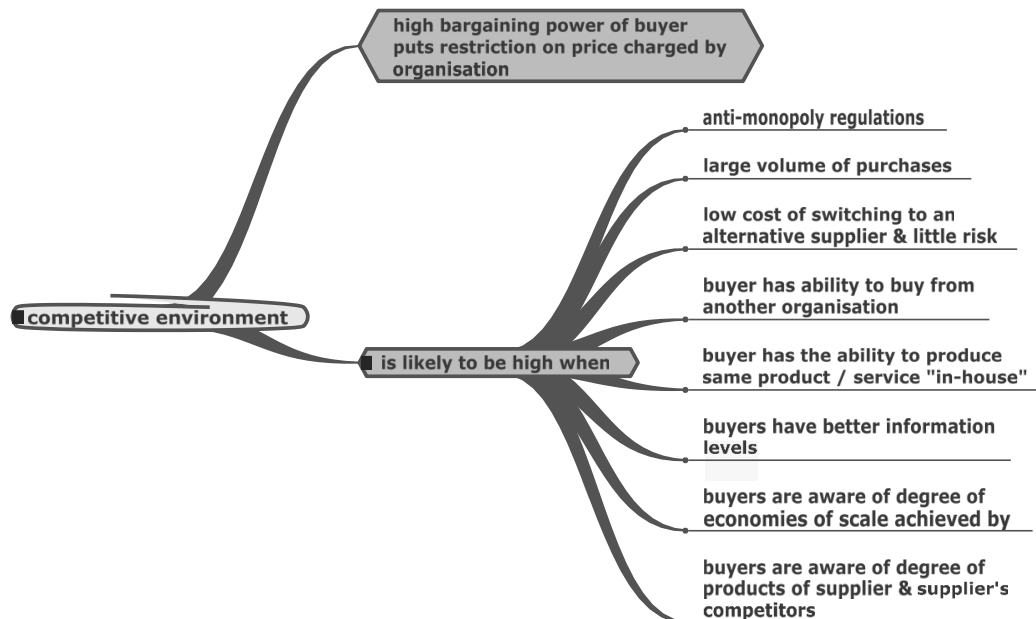 high bargaining power of buyer
puts restriction on price charged by
organisation
anti-monopoly regulations
large volume of purchases
low cost of switching to an
alternative supplier & little risk
buyer has ability to buy from
another organisation
competitive environment
is likely to be high when
buyer has the ability to produce
same product / service "in-house"
buyers have better information
levels
buyers are aware of degree of
economies of scale achieved by
buyers are aware of degree of
products of supplier & supplier's
competitors